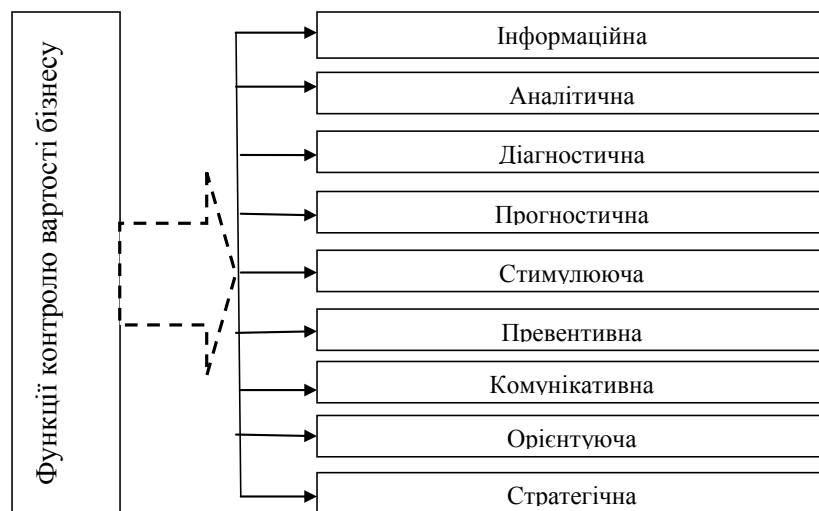 Функції контролю вартості бізнесу
Інформаційна
Аналітична
Діагностична
Прогностична
Стимулююча
Превентивна
Комунікативна
Орієнтуюча
Стратегічна